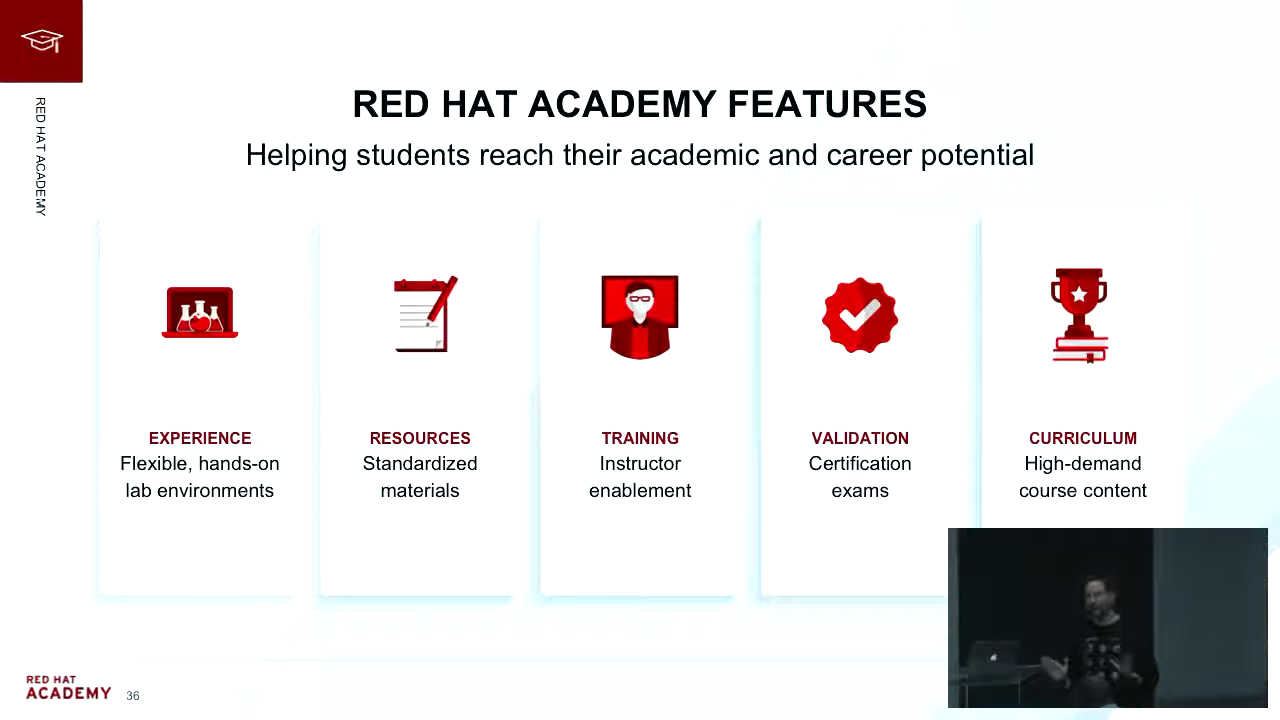 RED HAT ACADEMY
RED HAT ACADEMY FEATURES
Helping students reach their academic and career potential
EXPERIENCE
Flexible, hands-on
lab environments
RESOURCES
Standardized
materials
TRAINING
Instructor
enablement
VALIDATION
Certification
exams
CURRICULUM
High-demand
course content
RED HAT
ACADEMY
36